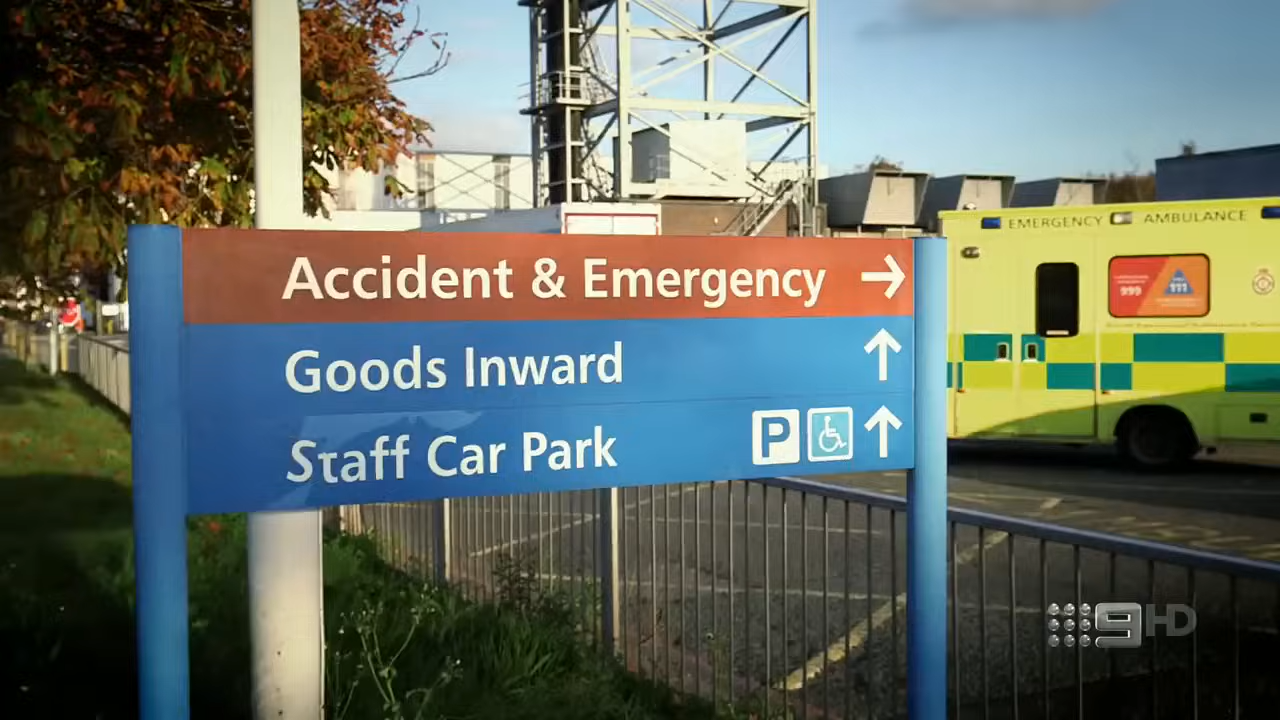 EMERGENCY AMBULANCE
Accident & Emergency
999
111
Goods Inward
Staff Car Park
P
9HD